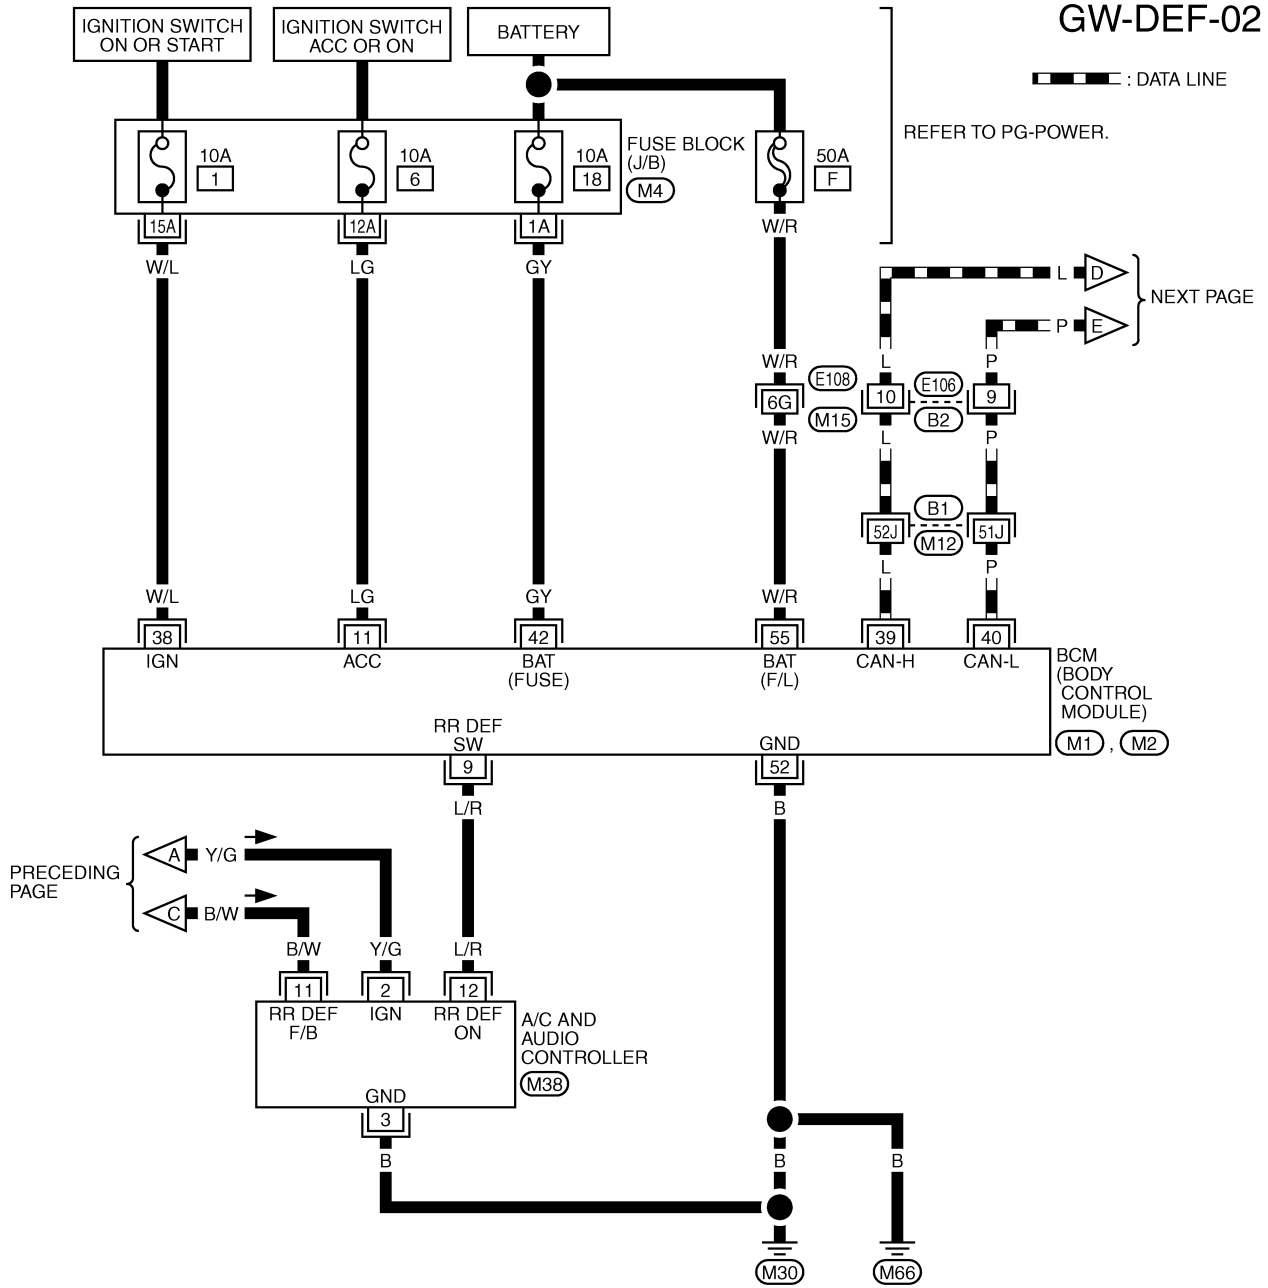 GW-DEF-02
IGNITION SWITCH
ON OR START
IGNITION SWITCH
ACC OR ON
BATTERY
: DATA LINE
REFER TO PG-POWER.
10A
1
10A
6
10A
18
FUSE BLOCK
(J/B)
M4
50A
F
15A
12A
1A
W/R
W/L
LG
GY
L
D
NEXT PAGE
P
E
W/R
L
P
E108
E106
6G
10
9
M15
B2
W/R
L
P
B1
52J
51J
M12
L
P
W/L
LG
GY
W/R
38
11
42
55
39
40
IGN
ACC
BAT
(FUSE)
BAT
(F/L)
CAN-H
CAN-L
BCM
(BODY
CONTROL
MODULE)
M1 , M2
RR DEF
SW
GND
9
52
L/R
B
PRECEDING
PAGE
A
Y/G
C
B/W
B/W
Y/G
L/R
11
2
12
RR DEF
F/B
IGN
RR DEF
ON
A/C AND
AUDIO
CONTROLLER
M38
GND
3
B
B
B
M30
M66